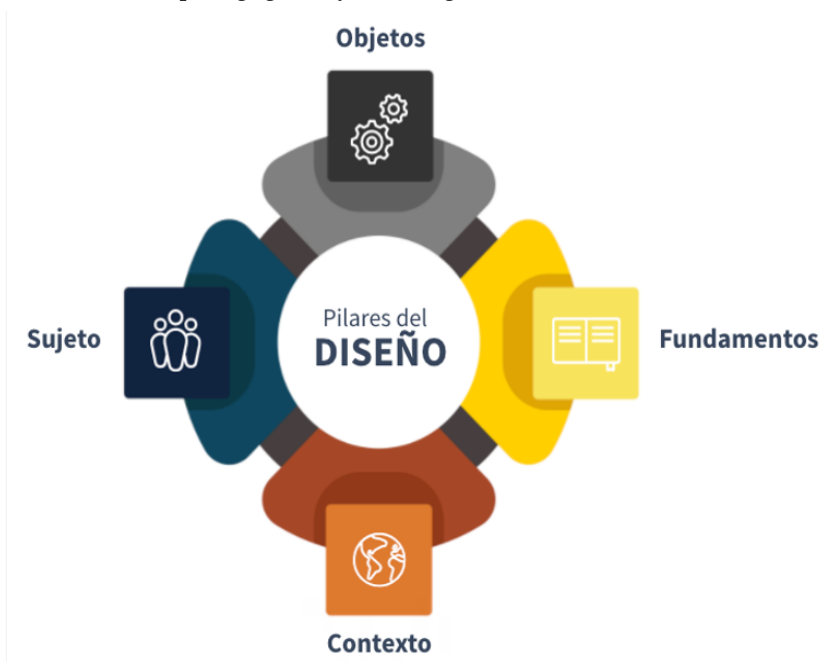 Objetos
Sujeto
Pilares del
DISEÑO
Fundamentos
Contexto